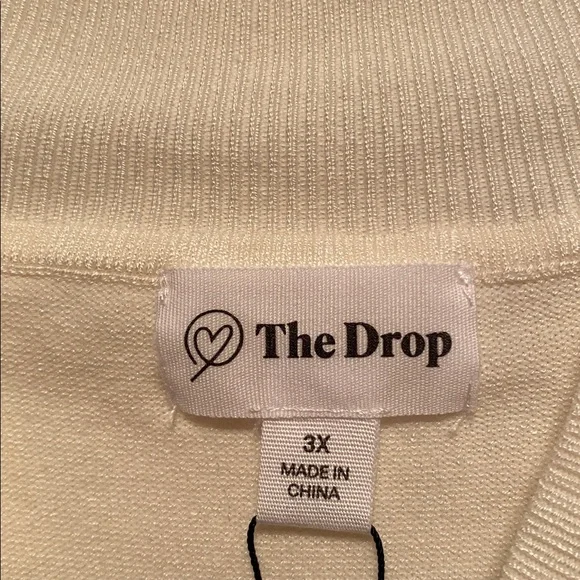 The Drop
3X
MADE IN
CHINA